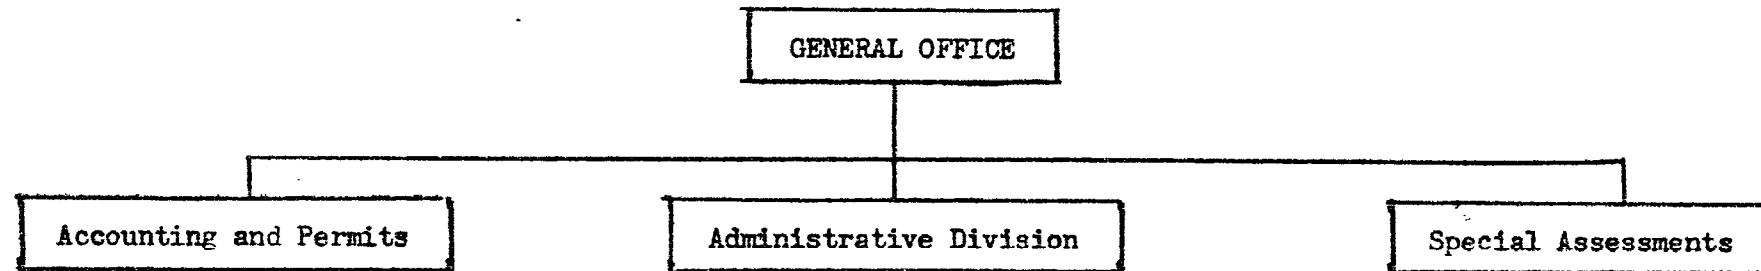 GENERAL OFFICE
Accounting and Permits
Administrative Division
Special Assessments